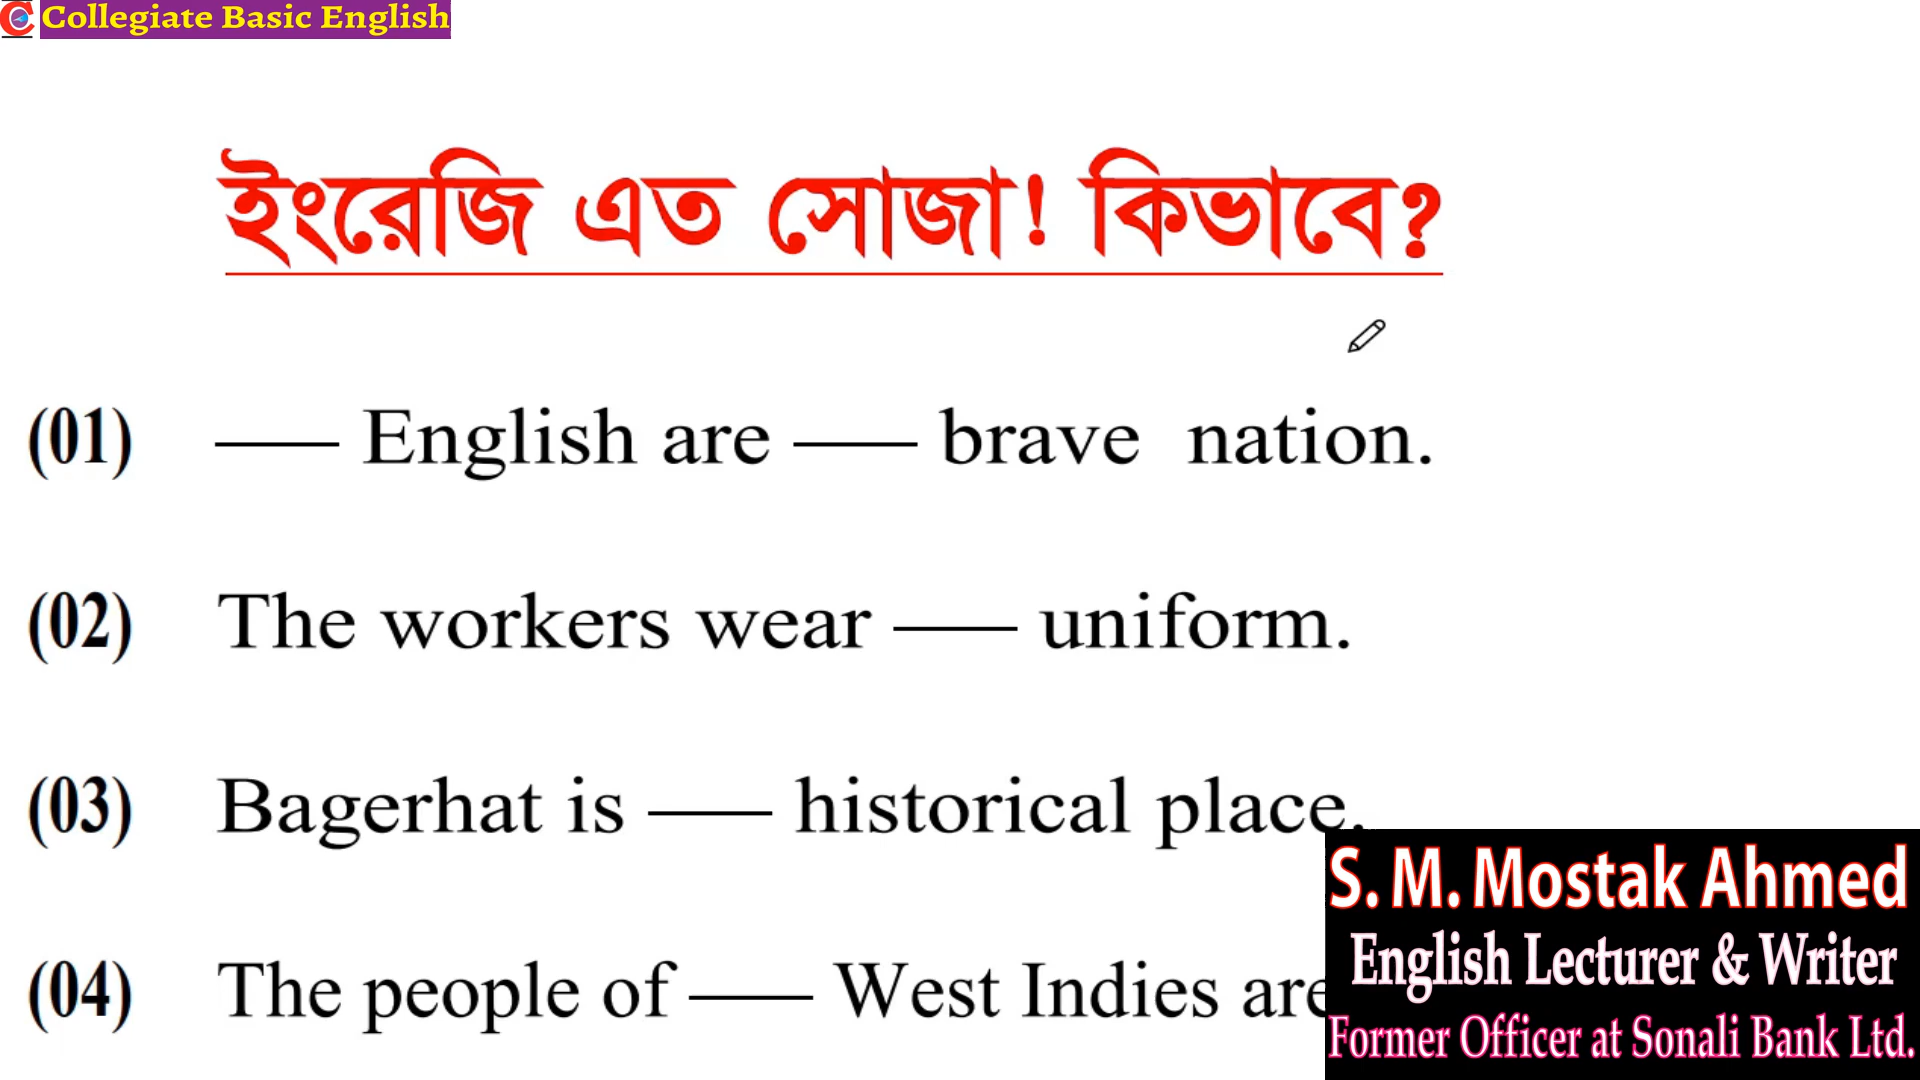 Collegiate Basic English
ইংরেজি এত সোজা! কিভাবে?
(01) —— English are —— brave nation.
(02) The workers wear —— uniform.
(03) Bagerhat is —— historical place.
(04) The people of —— West Indies are
S. M. Mostak Ahmed
English Lecturer & Writer
Former Officer at Sonali Bank Ltd.